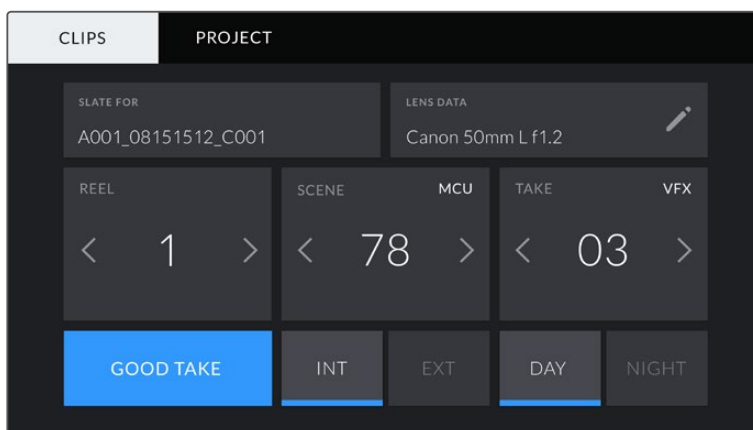 CLIPS PROJECT
SLATE FOR LENS DATA
A001_08151512_C001 Canon 50mm L f1.2
REEL SCENE MCU TAKE VFX
< 1 > < 78 > < 03 >
GOOD TAKE INT EXT DAY NIGHT